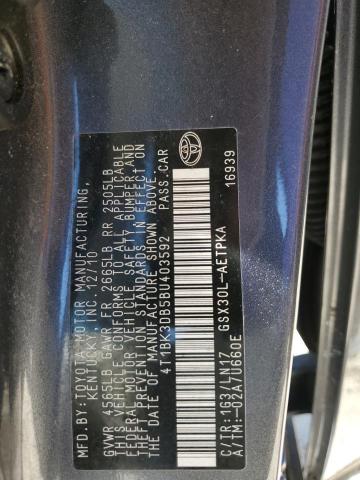 MFD.BY:TOYOTA MOTOR MANUFACTURING,
KENTUCKY, INC. 12/10
GVWR 4565LB GAWR FR 2665LB RR 2505LB
THIS VEHICLE CONFORMS TO ALL APPLICABLE
FEDERAL MOTOR VEHICLE SAFETY, BUMPER, AND
THEFT PREVENTION STANDARDS IN EFFECT ON
THE DATE OF MANUFACTURE SHOWN ABOVE.
4T1BK3DB5BU403592 PASS.CAR
C/TR:1G3/LN17 GSX30L-AETPKA
A/TM:-02A/U660E 16939